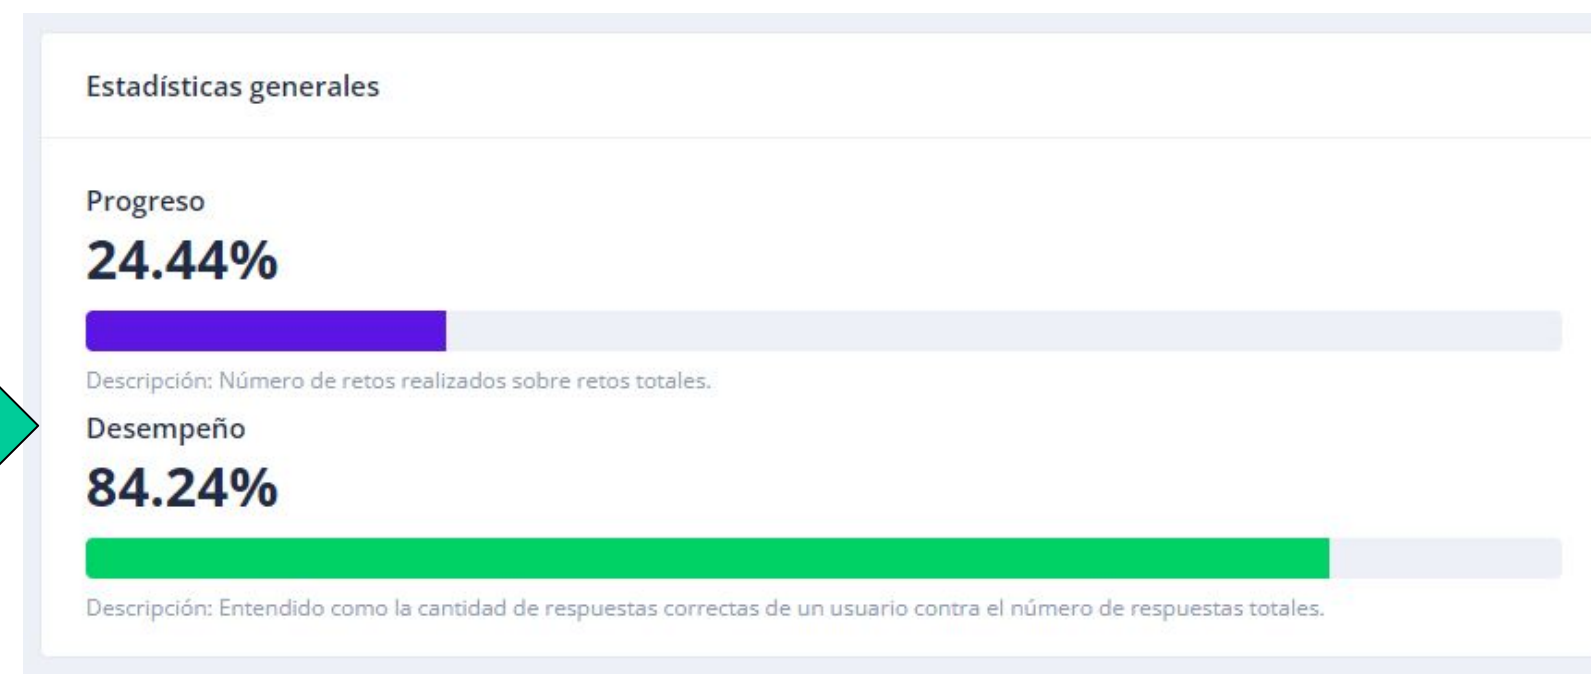 Estadísticas generales
Progreso
24.44%
Descripción: Número de retos realizados sobre retos totales.
Desempeño
84.24%
Descripción: Entendido como la cantidad de respuestas correctas de un usuario contra el número de respuestas totales.